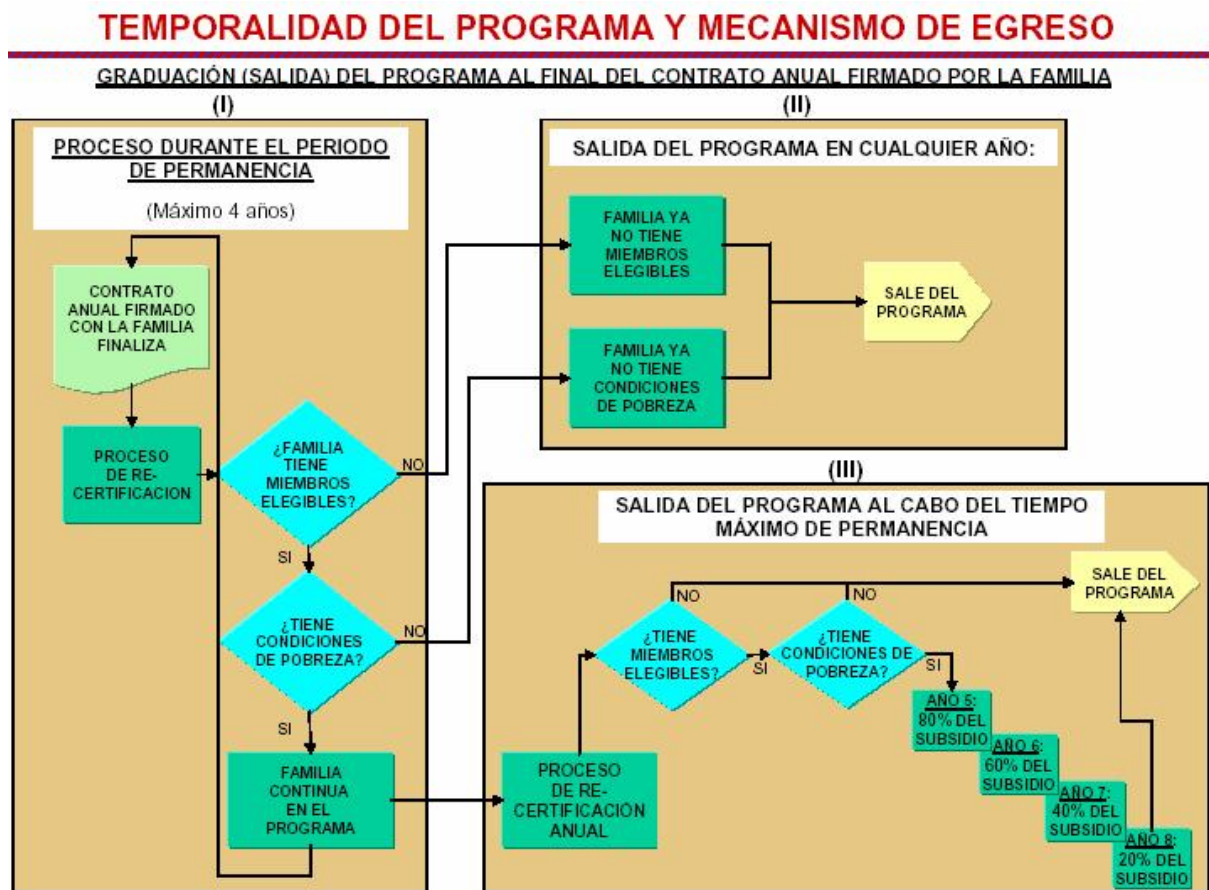 TEMPORALIDAD DEL PROGRAMA Y MECANISMO DE EGRESO
GRADUACIÓN (SALIDA) DEL PROGRAMA AL FINAL DEL CONTRATO ANUAL FIRMADO POR LA FAMILIA
(I)
PROCESO DURANTE EL PERIODO
DE PERMANENCIA
(Máximo 4 años)
CONTRATO
ANUAL FIRMADO
CON LA FAMILIA
FINALIZA
PROCESO
DE RE-
CERTIFICACION
¿FAMILIA
TIENE
MIEMBROS
ELEGIBLES?
NO
SI
¿TIENE
CONDICIONES
DE POBREZA?
NO
SI
FAMILIA
CONTINUA
EN EL
PROGRAMA
(II)
SALIDA DEL PROGRAMA EN CUALQUIER AÑO:
FAMILIA YA
NO TIENE
MIEMBROS
ELEGIBLES
FAMILIA YA
NO TIENE
CONDICIONES
DE POBREZA
SALE DEL
PROGRAMA
(III)
SALIDA DEL PROGRAMA AL CABO DEL TIEMPO
MÁXIMO DE PERMANENCIA
PROCESO
DE RE-
CERTIFICACIÓN
ANUAL
¿TIENE
MIEMBROS
ELEGIBLES?
NO
SI
¿TIENE
CONDICIONES DE
POBREZA?
NO
SI
AÑO 5:
80% DEL
SUBSIDIO
AÑO 6:
60% DEL
SUBSIDIO
AÑO 7:
40% DEL
SUBSIDIO
AÑO 8:
20% DEL
SUBSIDIO
SALE DEL
PROGRAMA